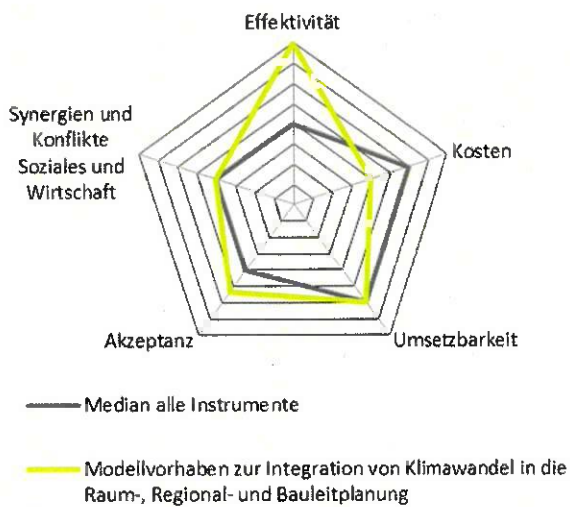 Effektivität
Synergien und
Konflikte
Soziales und
Wirtschaft
Kosten
Akzeptanz
Umsetzbarkeit
Median alle Instrumente
Modellvorhaben zur Integration von Klimawandel in die
Raum-, Regional- und Bauleitplanung